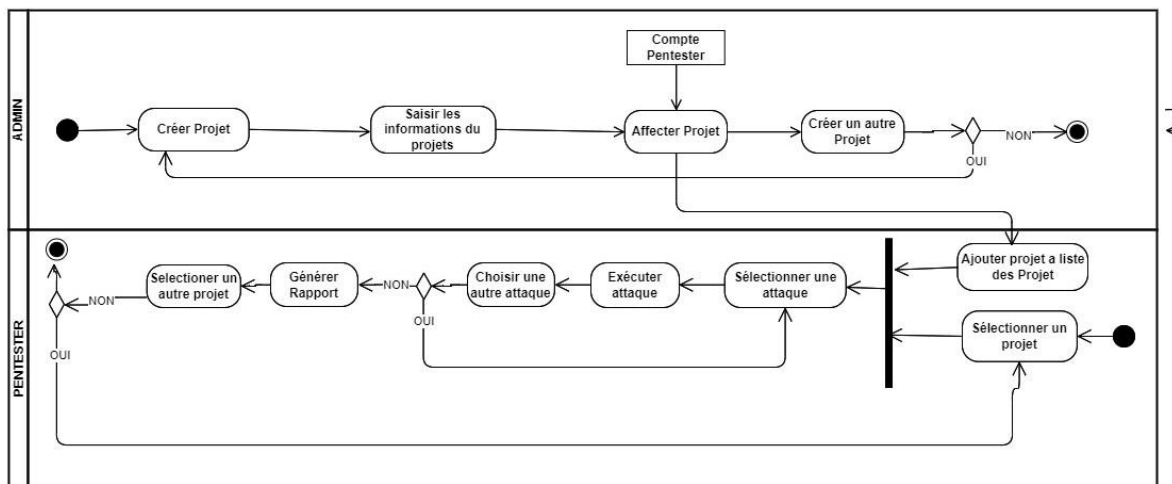 ADMIN
Compte
Pentester
Créer Projet
Saisir les
informations du
projets
Affecter Projet
Créer un autre
Projet
NON
OUI
PENTESTER
Ajouter projet a liste
des Projet
Sélectionner un
projet
Sélectionner une
attaque
Exécuter
attaque
Choisir une
autre attaque
NON
OUI
Générer
Rapport
Selectioner un
autre projet
NON
OUI